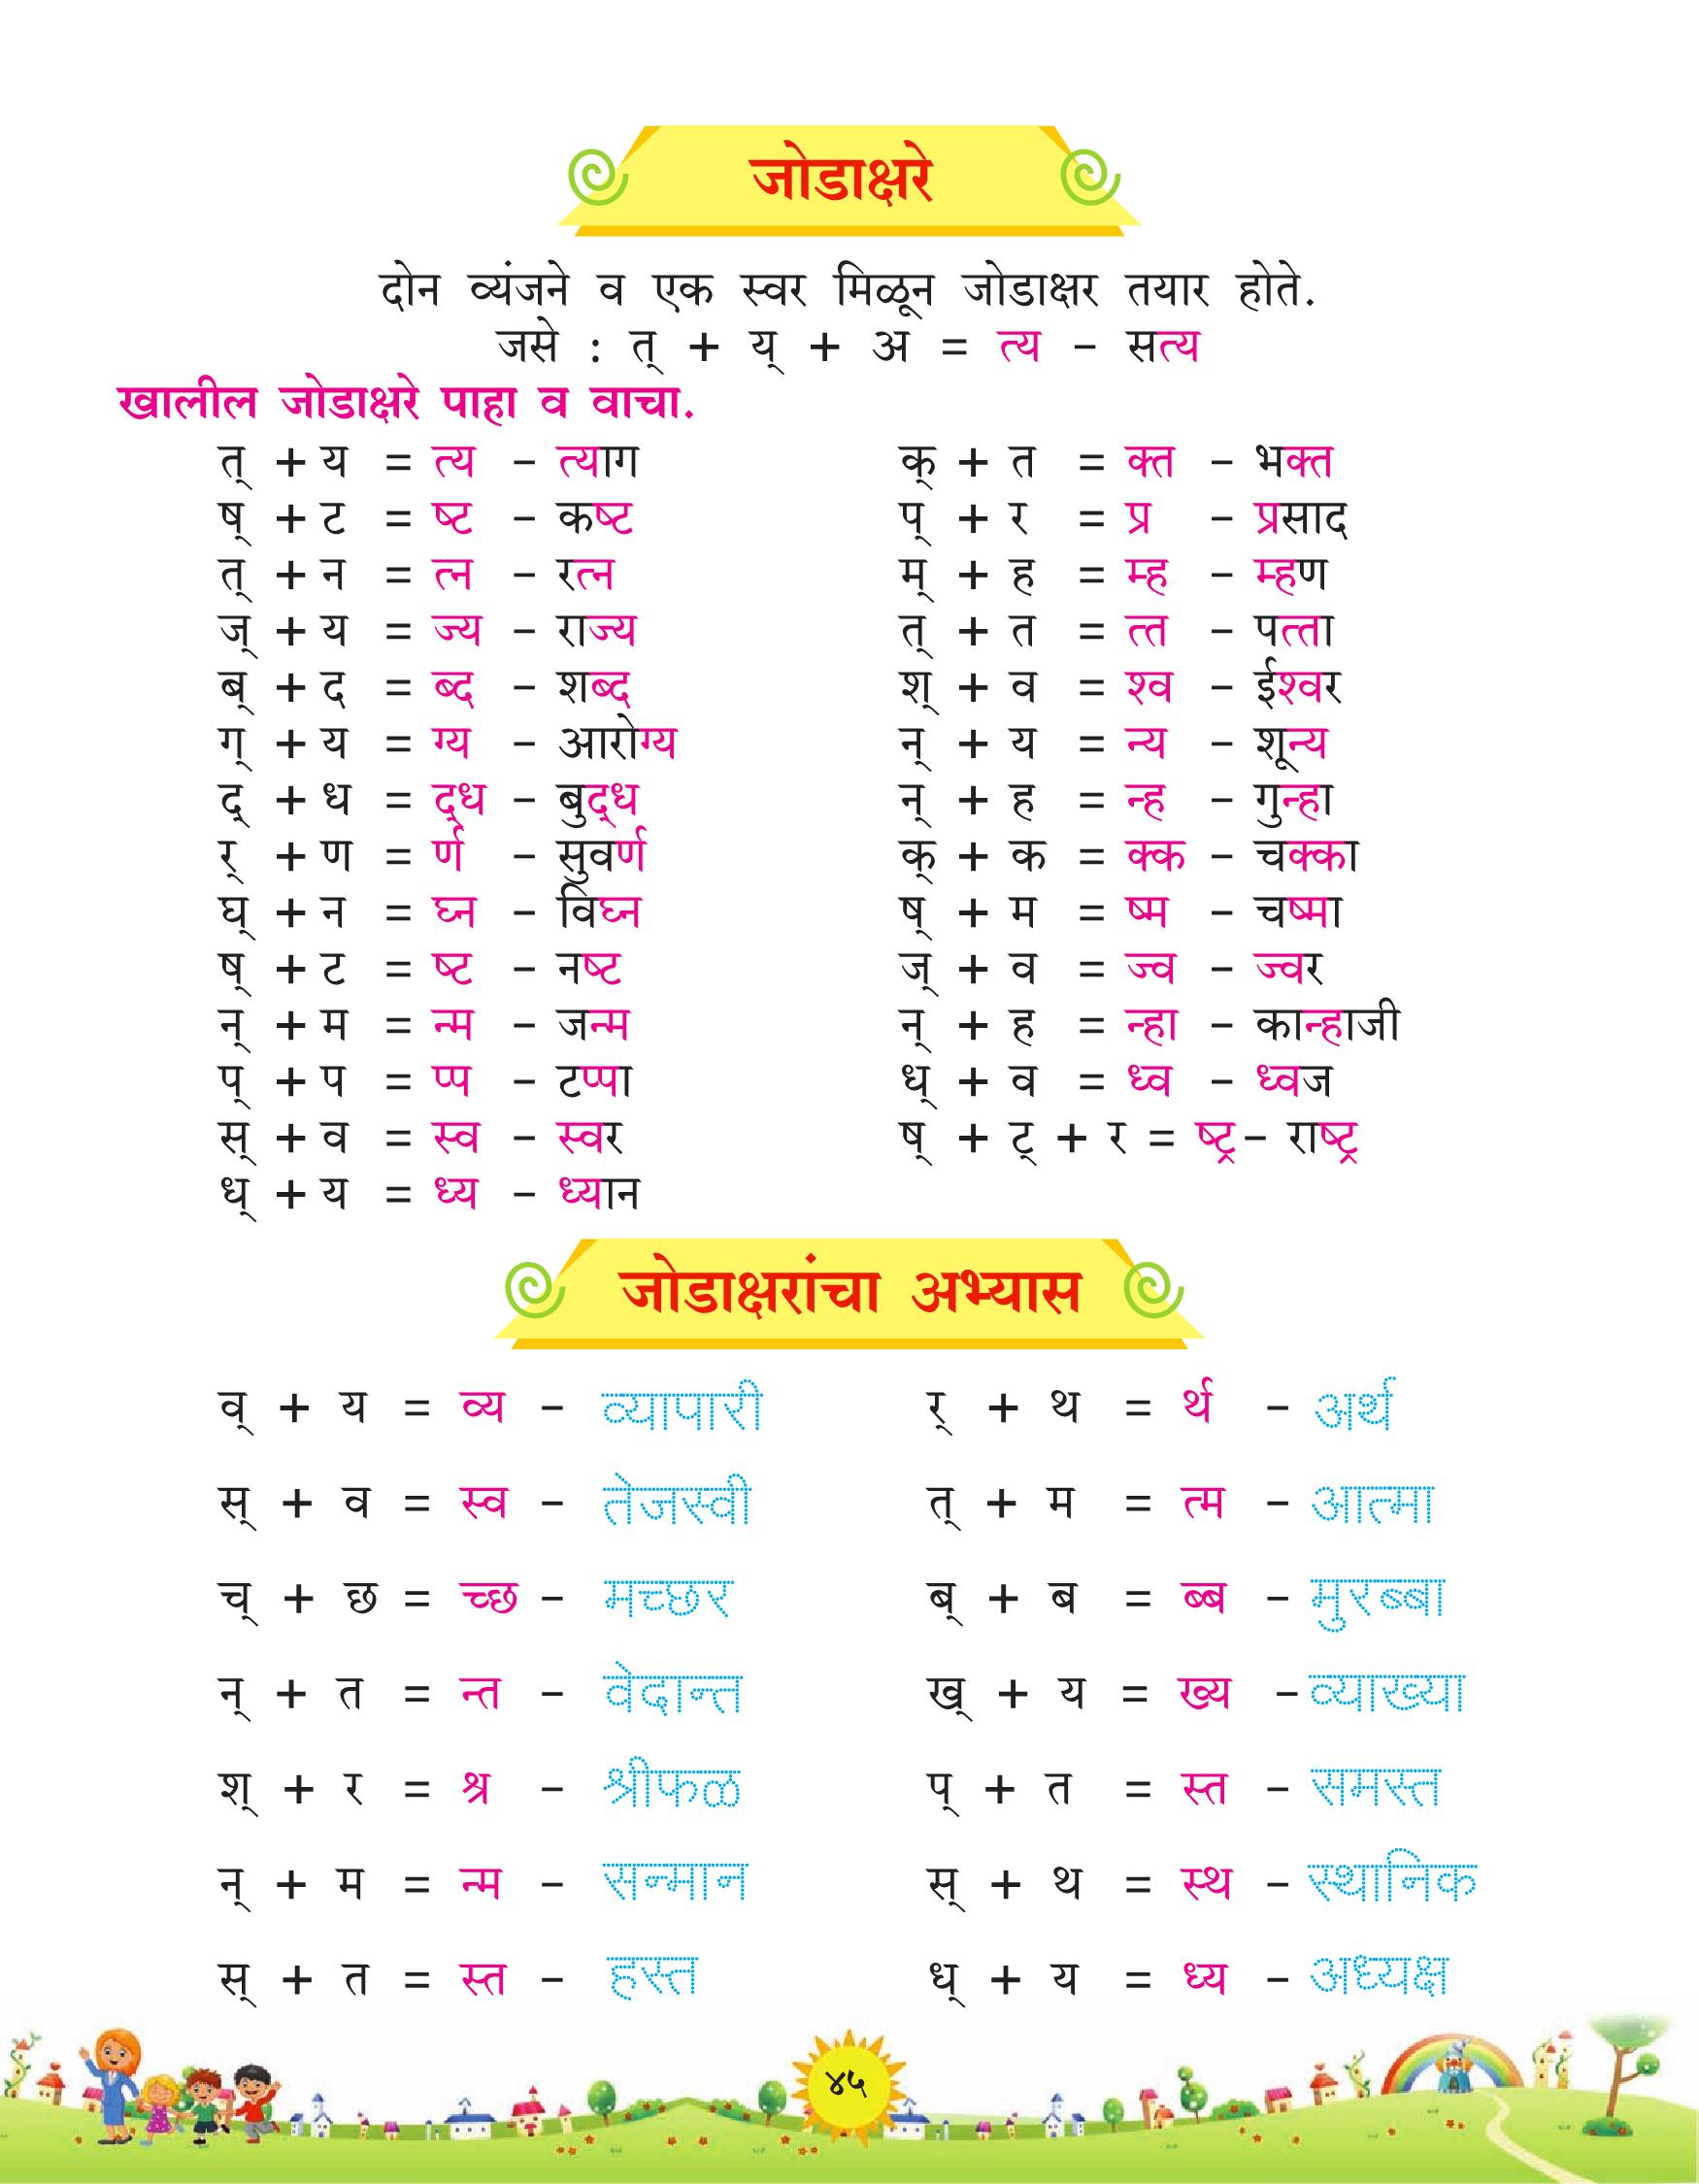 जोडाक्षरे
दोन व्यंजने व एक स्वर मिळून जोडाक्षर तयार होते.
जसे : त् + य् + अ = त्य - सत्य
खालील जोडाक्षरे पाहा व वाचा.
त् + य = त्य - त्याग
ष् + ट = ष्ट - कष्ट
त् + न = त्न - रत्न
ज् + य = ज्य - राज्य
ब् + द = ब्द - शब्द
ग् + य = ग्य - आरोग्य
द् + ध = द्ध - बुद्ध
र् + ण = र्ण - सुवर्ण
घ् + न = घ्न - विघ्न
ष् + ट = ष्ट - नष्ट
न् + म = न्म - जन्म
प् + प = प्प - टप्पा
स् + व = स्व - स्वर
ध् + य = ध्य - ध्यान
क् + त = क्त - भक्त
प् + र = प्र - प्रसाद
म् + ह = म्ह - म्हण
त् + त = त्त - पत्ता
श् + व = श्व - ईश्वर
न् + य = न्य - शून्य
न् + ह = न्ह - गुन्हा
क् + क = क्क - चक्का
ष् + म = ष्म - चष्मा
ज् + व = ज्व - ज्वर
न् + ह = न्हा - कान्हाजी
ध् + व = ध्व - ध्वज
ष् + ट् + र = ष्ट्र - राष्ट्र
जोडाक्षरांचा अभ्यास
व् + य = व्य - व्यापारी
स् + व = स्व - तेजस्वी
च् + छ = च्छ - मच्छर
न् + त = न्त - वेदान्त
श् + र = श्र - श्रीफळ
न् + म = न्म - सन्मान
स् + त = स्त - हस्त
र् + थ = र्थ - अर्थ
त् + म = त्म - आत्मा
ब् + ब = ब्ब - मुरब्बा
ख् + य = ख्य - व्याख्या
प् + त = स्त - समस्त
स् + थ = स्थ - स्थानिक
ध् + य = ध्य - अध्यक्ष
४५